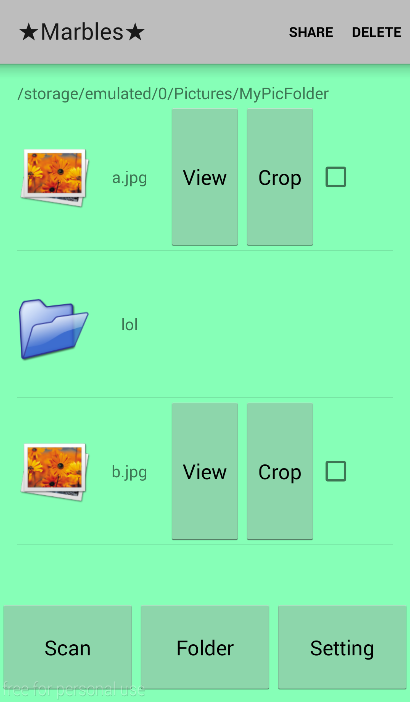 ★Marbles★ SHARE DELETE
/storage/emulated/0/Pictures/MyPicFolder
a.jpg View Crop
lol
b.jpg View Crop
Scan Folder Setting
free for personal use